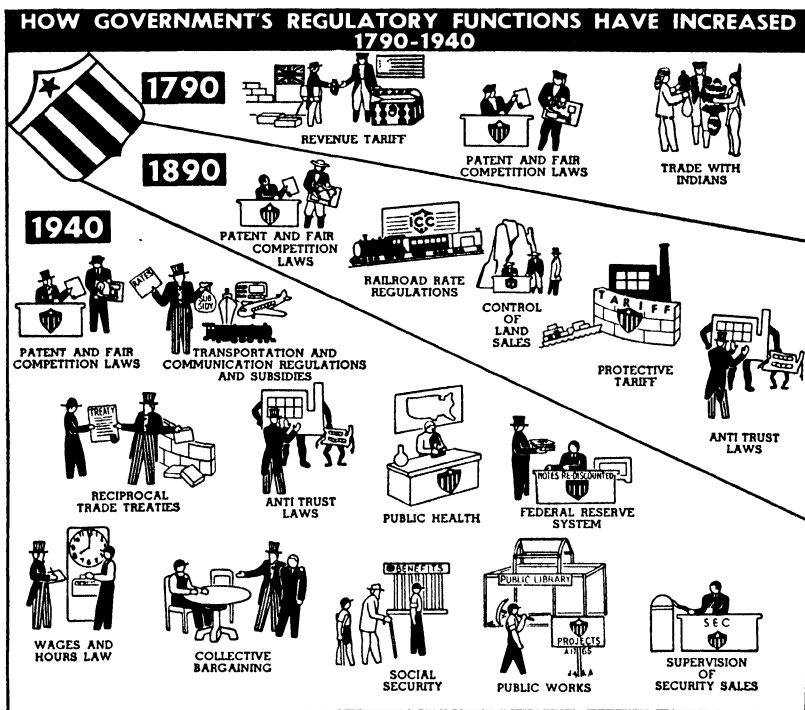 HOW GOVERNMENT'S REGULATORY FUNCTIONS HAVE INCREASED
1790-1940
1790
REVENUE TARIFF
PATENT AND FAIR
COMPETITION LAWS
TRADE WITH
INDIANS
1890
PATENT AND FAIR
COMPETITION
LAWS
ICC
RAILROAD RATE
REGULATIONS
CONTROL
OF
LAND
SALES
TARIFF
PROTECTIVE
TARIFF
ANTI TRUST
LAWS
1940
PATENT AND FAIR
COMPETITION LAWS
RATES
SUB
SIDY
TRANSPORTATION AND
COMMUNICATION REGULATIONS
AND SUBSIDIES
TREATY
RECIPROCAL
TRADE TREATIES
ANTI TRUST
LAWS
PUBLIC HEALTH
NOTES RE-DISCOUNTED
FEDERAL RESERVE
SYSTEM
WAGES AND
HOURS LAW
COLLECTIVE
BARGAINING
BENEFITS
SOCIAL
SECURITY
PUBLIC LIBRARY
PROJECTS
PUBLIC WORKS
SEC
SUPERVISION
OF
SECURITY SALES